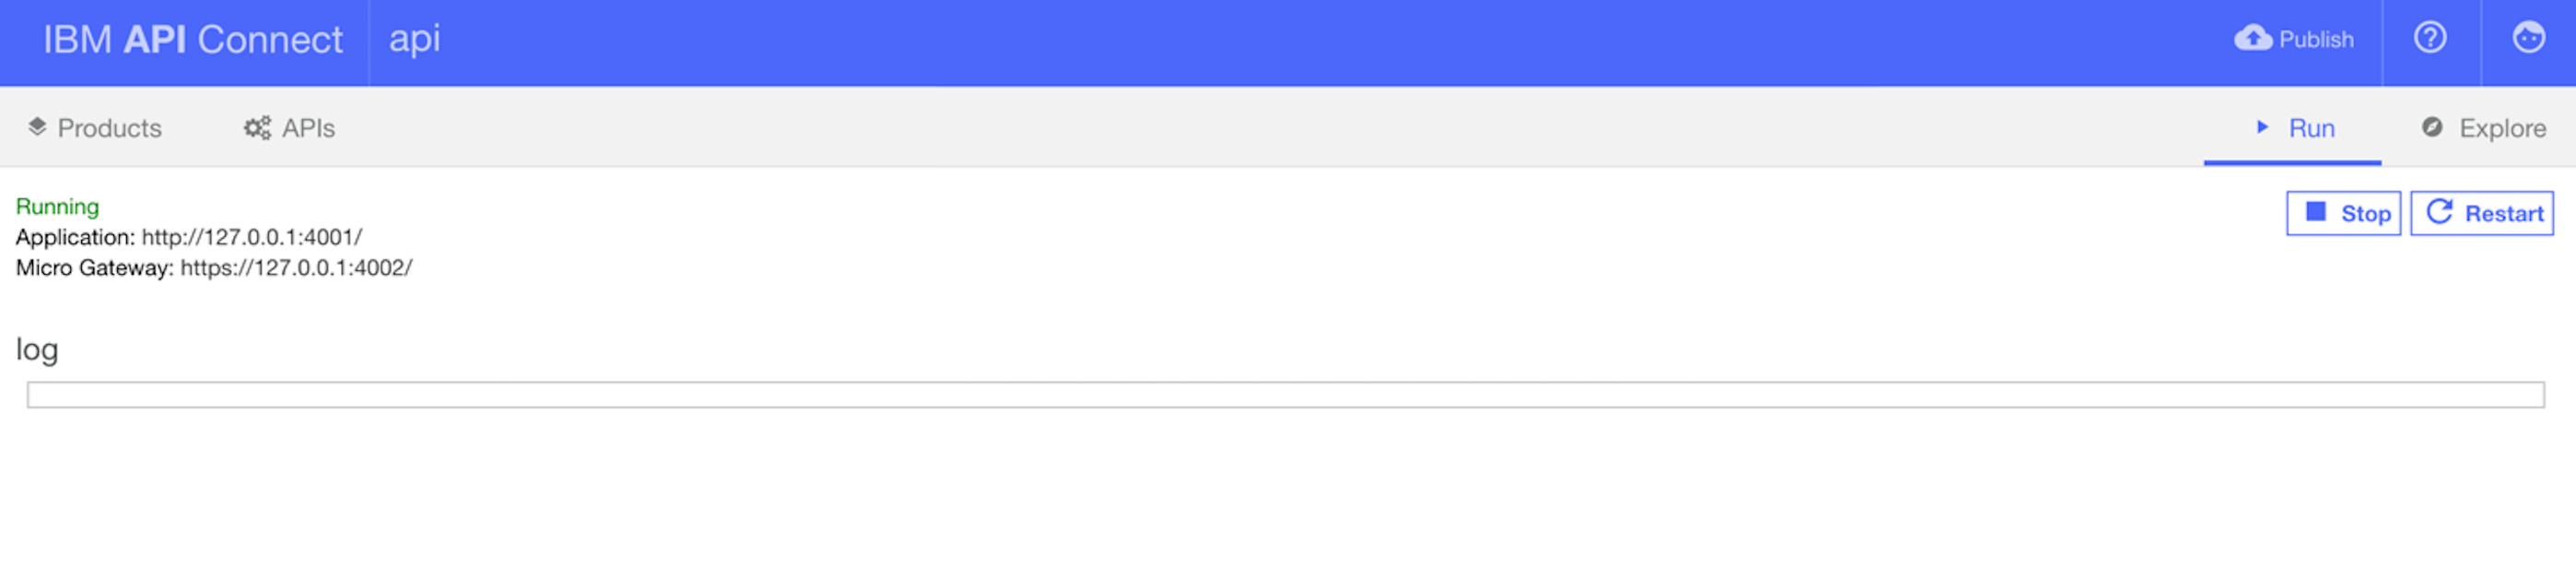 IBM API Connect api Publish
Products APIs Run Explore
Running Stop Restart
Application: http://127.0.0.1:4001/
Micro Gateway: https://127.0.0.1:4002/
log